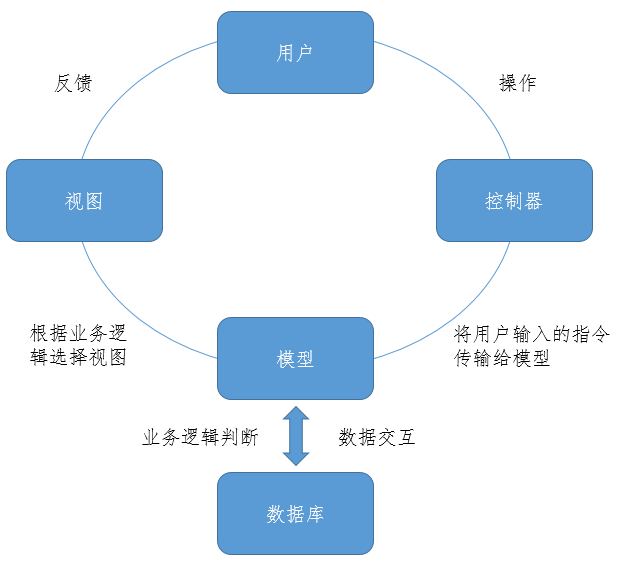 用户
反馈
操作
视图
控制器
根据业务逻
辑选择视图
将用户输入的指令
传输给模型
模型
业务逻辑判断
数据交互
数据库